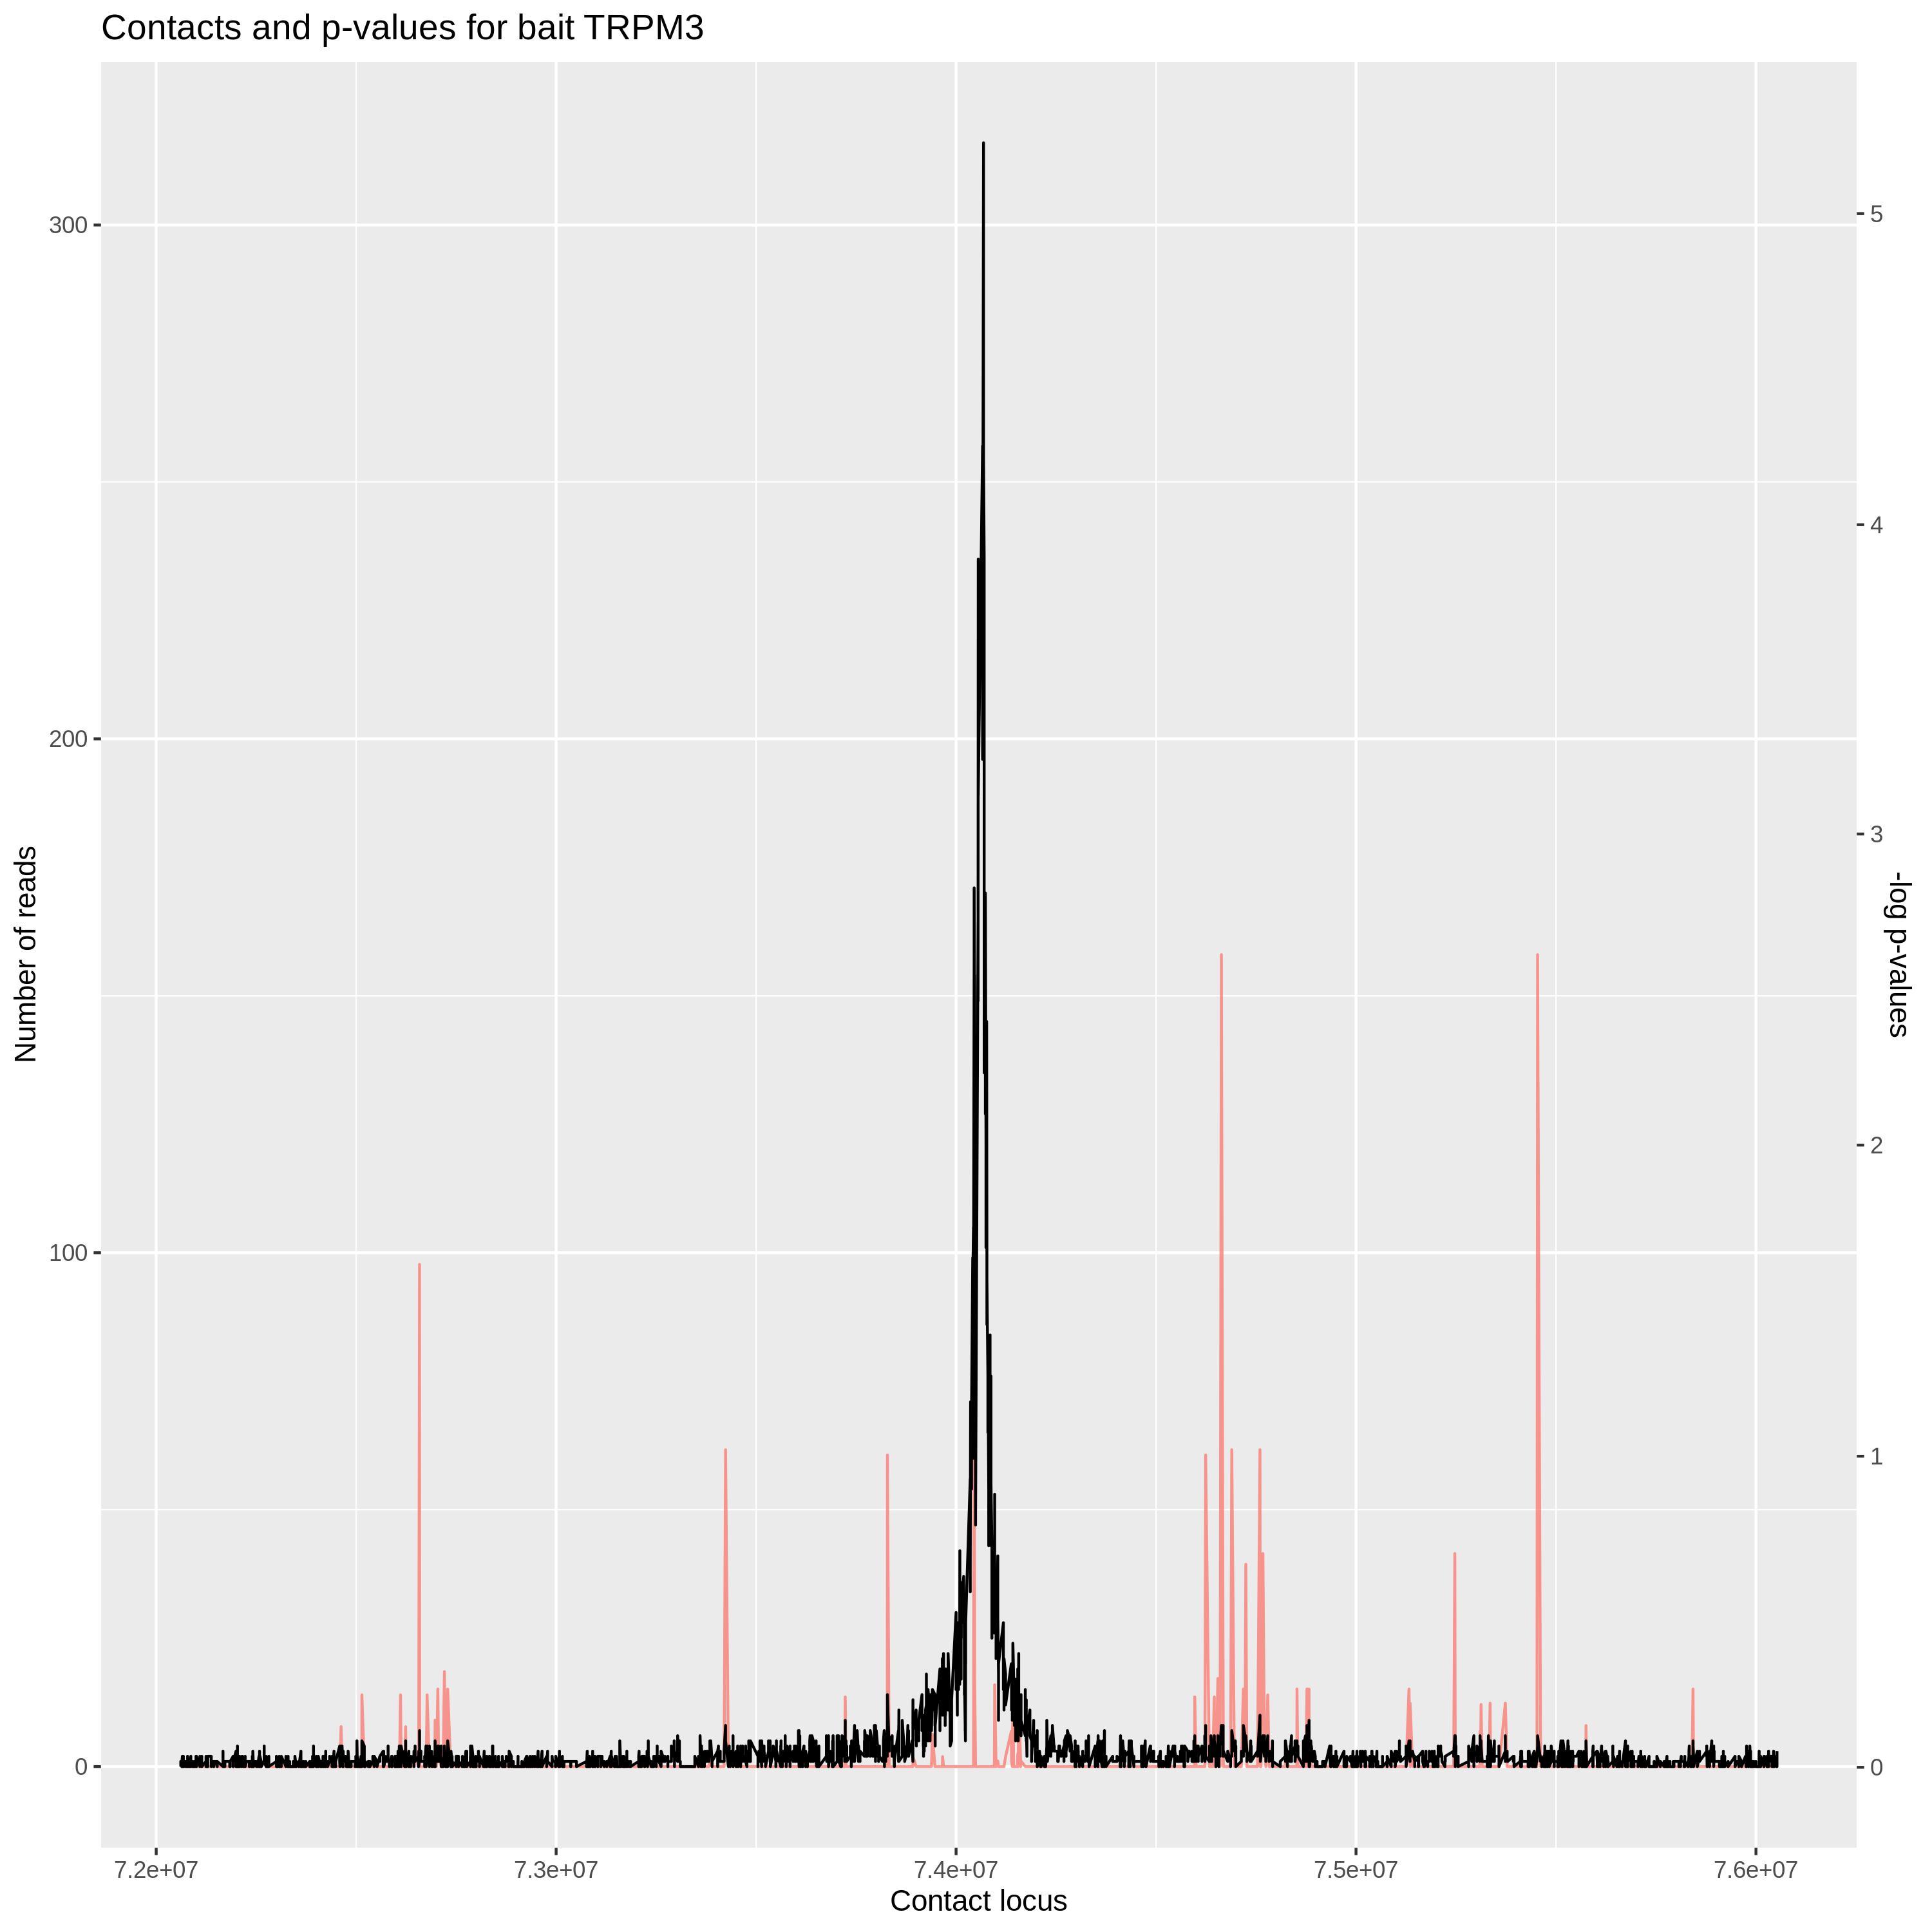 Contacts and p-values for bait TRPM3
Number of reads
300
200
100
0
5
4
3
2
1
0
-log p-values
7.2e+07
7.3e+07
7.4e+07
7.5e+07
7.6e+07
Contact locus